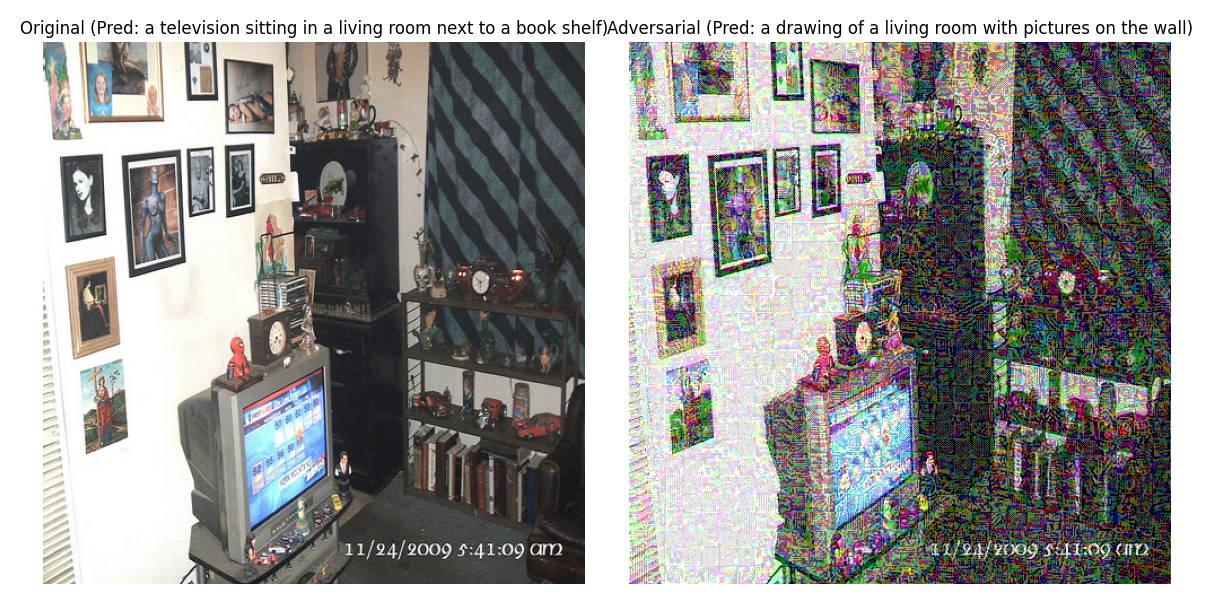 Original (Pred: a television sitting in a living room next to a book shelf)
Adversarial (Pred: a drawing of a living room with pictures on the wall)
11/24/2009 5:41:09 am
11/24/2009 5:41:09 am